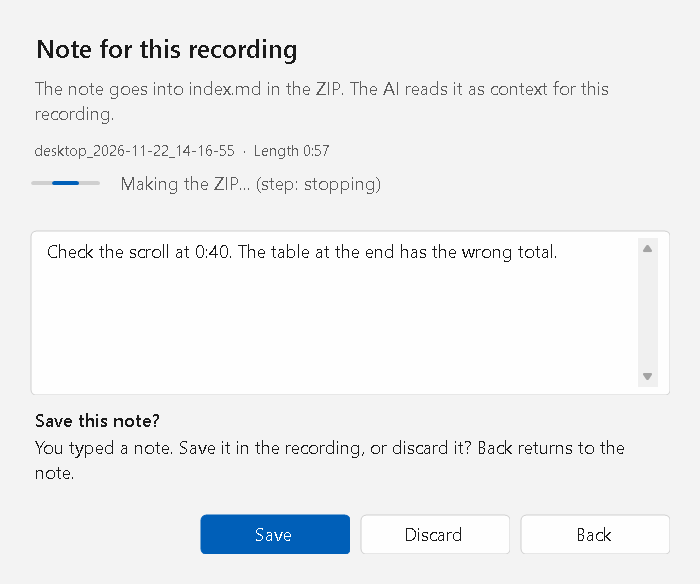 Note for this recording
The note goes into index.md in the ZIP. The AI reads it as context for this
recording.
desktop_2026-11-22_14-16-55 · Length 0:57
Making the ZIP... (step: stopping)
Check the scroll at 0:40. The table at the end has the wrong total.
Save this note?
You typed a note. Save it in the recording, or discard it? Back returns to the
note.
Save
Discard
Back